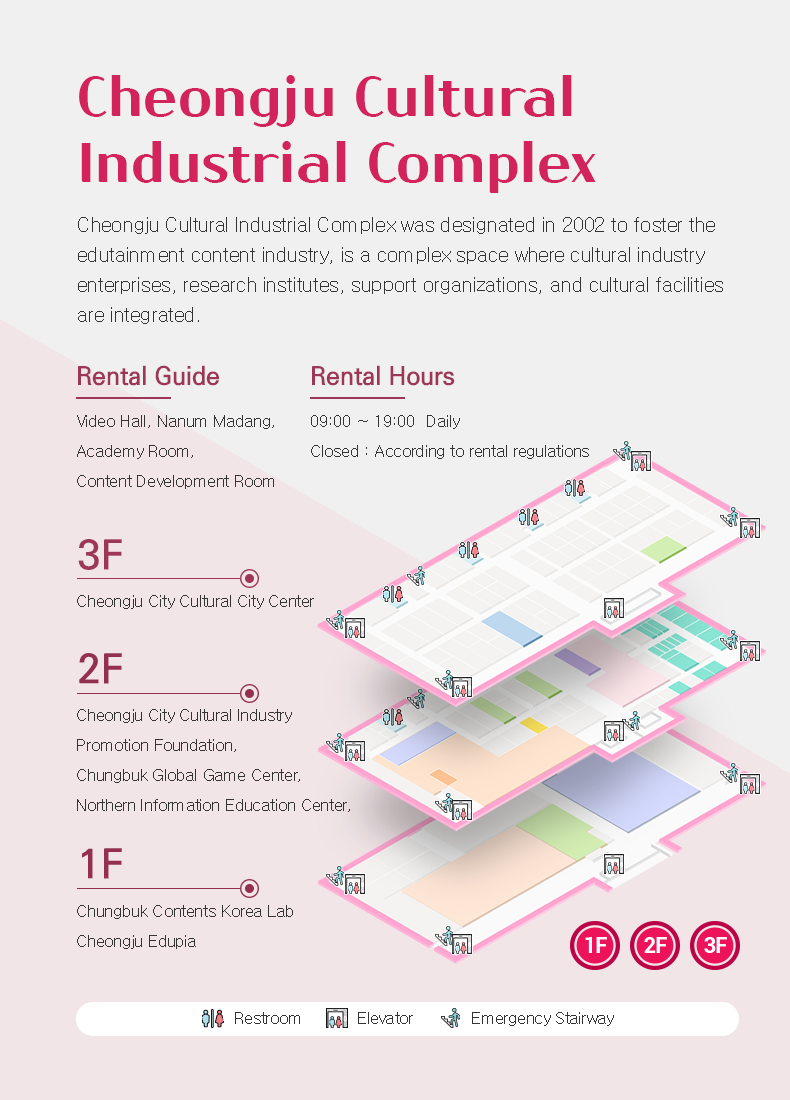 Cheongju Cultural
Industrial Complex
Cheongju Cultural Industrial Complex was designated in 2002 to foster the
edutainment content industry, is a complex space where cultural industry
enterprises, research institutes, support organizations, and cultural facilities
are integrated.
Rental Guide
Video Hall, Nanum Madang,
Academy Room,
Content Development Room
Rental Hours
09:00 ~ 19:00 Daily
Closed : According to rental regulations
3F
Cheongju City Cultural City Center
2F
Cheongju City Cultural Industry
Promotion Foundation,
Chungbuk Global Game Center,
Northern Information Education Center,
1F
Chungbuk Contents Korea Lab
Cheongju Edupia
1F 2F 3F
Restroom Elevator Emergency Stairway